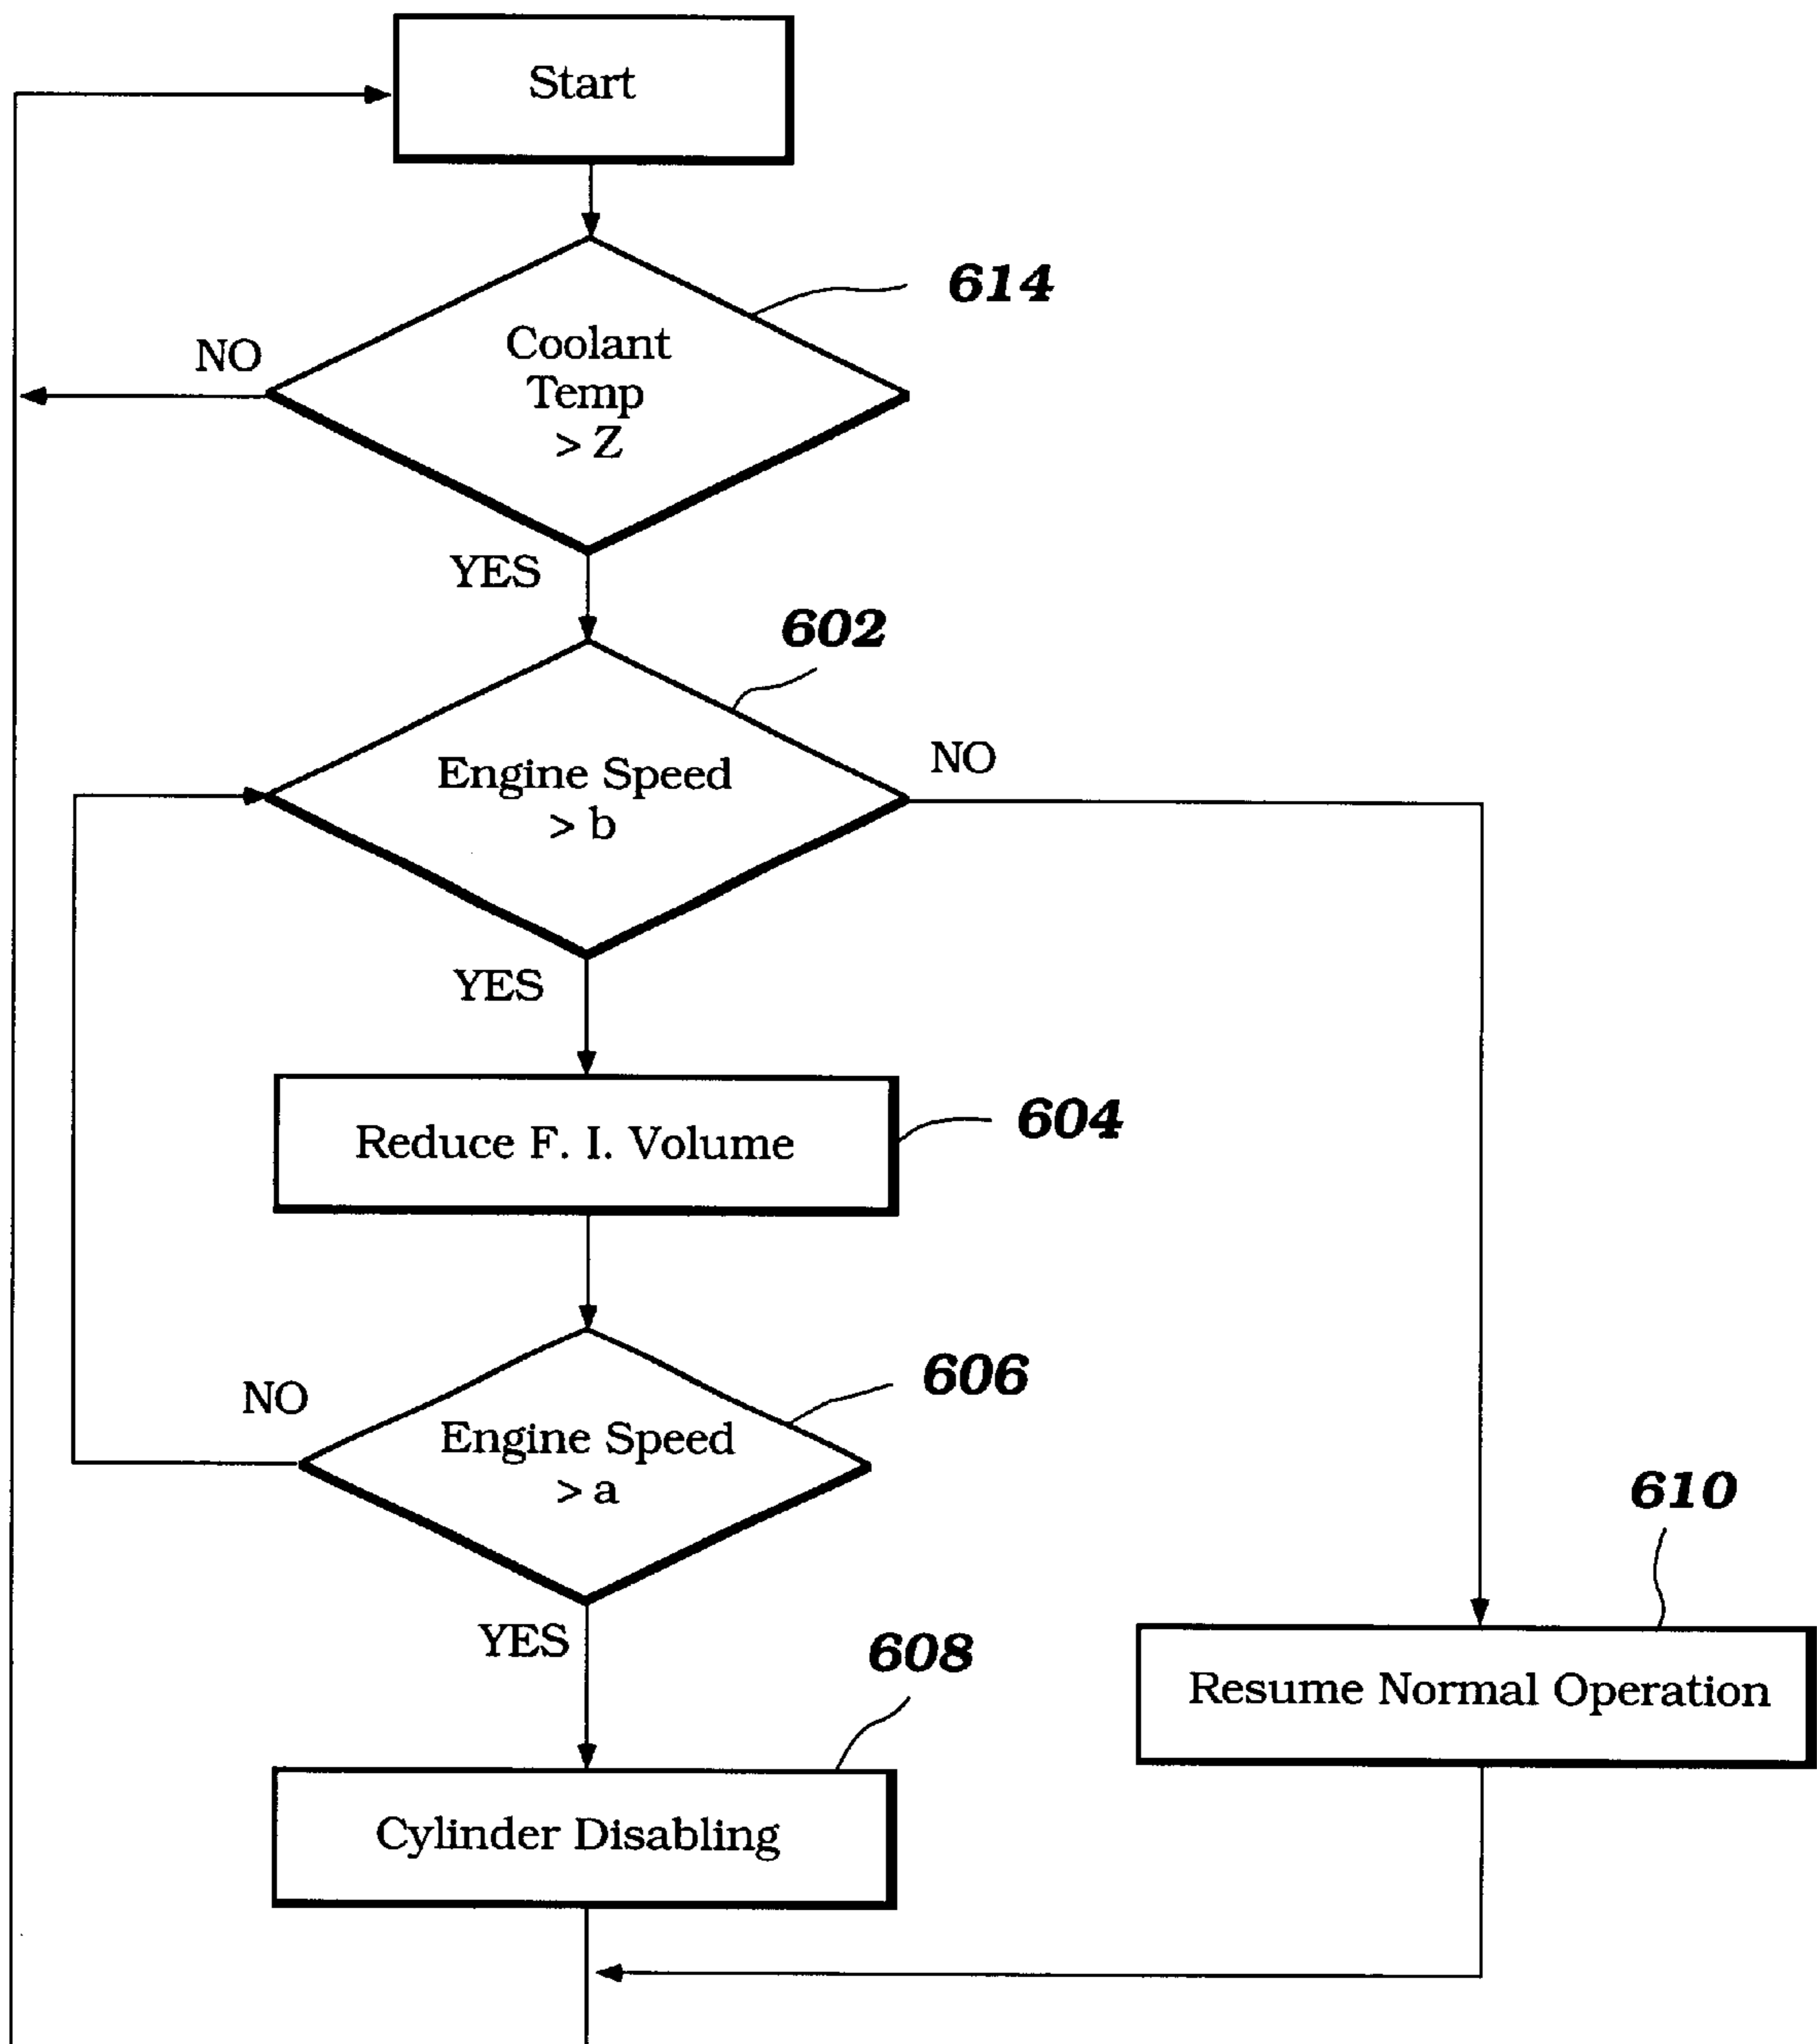 Start
614
Coolant
Temp
> Z
NO
YES
602
Engine Speed
> b
NO
YES
Reduce F. I. Volume
604
606
NO
Engine Speed
> a
610
YES
608
Resume Normal Operation
Cylinder Disabling